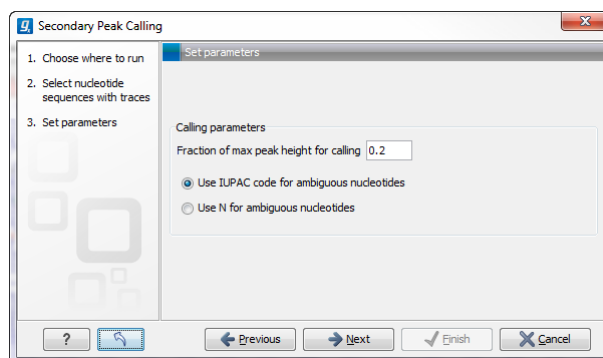 Secondary Peak Calling
1. Choose where to run
2. Select nucleotide
sequences with traces
3. Set parameters
Set parameters
Calling parameters
Fraction of max peak height for calling 0.2
Use IUPAC code for ambiguous nucleotides
Use N for ambiguous nucleotides
? Previous Next Finish Cancel